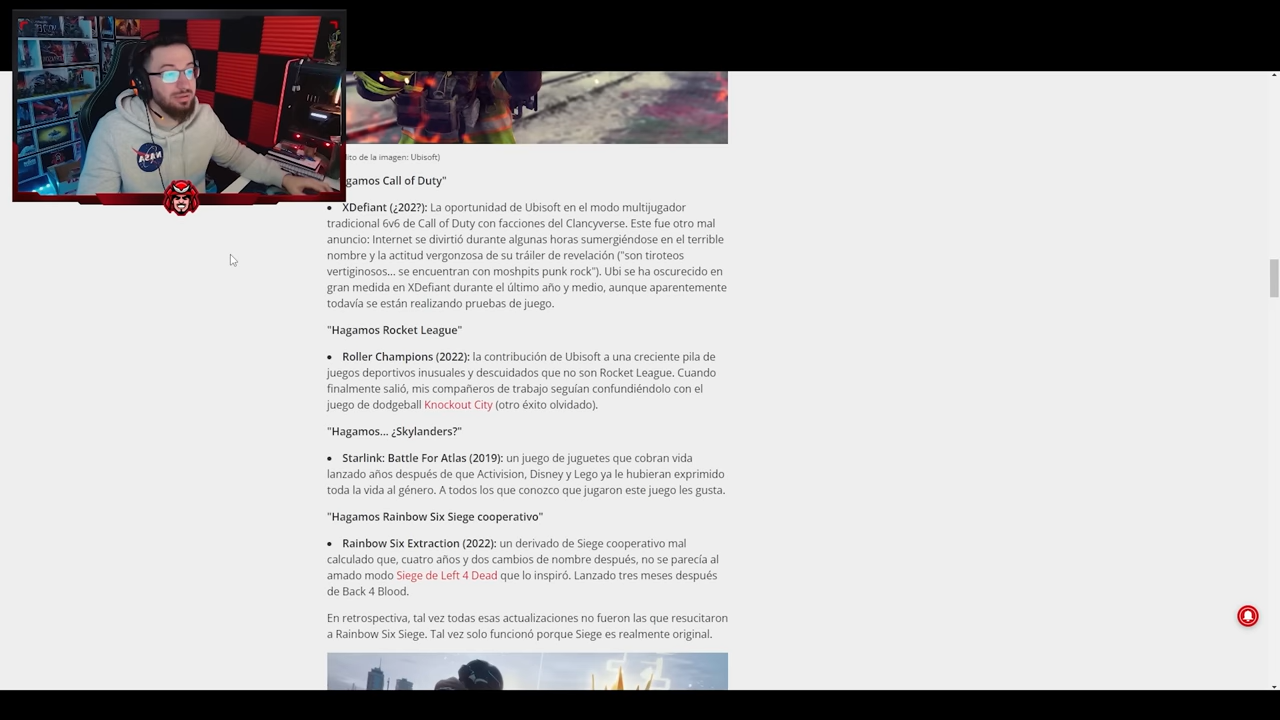 NASA
ito de la imagen: Ubisoft)
gamos Call of Duty"
• XDefiant (¿202?): La oportunidad de Ubisoft en el modo multijugador
tradicional 6v6 de Call of Duty con facciones del Clancyverse. Este fue otro mal
anuncio: Internet se divirtió durante algunas horas sumergiéndose en el terrible
nombre y la actitud vergonzosa de su tráiler de revelación ("son tiroteos
vertiginosos... se encuentran con moshpits punk rock"). Ubi se ha oscurecido en
gran medida en XDefiant durante el último año y medio, aunque aparentemente
todavía se están realizando pruebas de juego.
"Hagamos Rocket League"
• Roller Champions (2022): la contribución de Ubisoft a una creciente pila de
juegos deportivos inusuales y descuidados que no son Rocket League. Cuando
finalmente salió, mis compañeros de trabajo seguían confundiéndolo con el
juego de dodgeball Knockout City (otro éxito olvidado).
"Hagamos... ¿Skylanders?"
• Starlink: Battle For Atlas (2019): un juego de juguetes que cobran vida
lanzado años después de que Activision, Disney y Lego ya le hubieran exprimido
toda la vida al género. A todos los que conozco que jugaron este juego les gusta.
"Hagamos Rainbow Six Siege cooperativo"
• Rainbow Six Extraction (2022): un derivado de Siege cooperativo mal
calculado que, cuatro años y dos cambios de nombre después, no se parecía al
amado modo Siege de Left 4 Dead que lo inspiró. Lanzado tres meses después
de Back 4 Blood.
En retrospectiva, tal vez todas esas actualizaciones no fueron las que resucitaron
a Rainbow Six Siege. Tal vez solo funcionó porque Siege es realmente original.